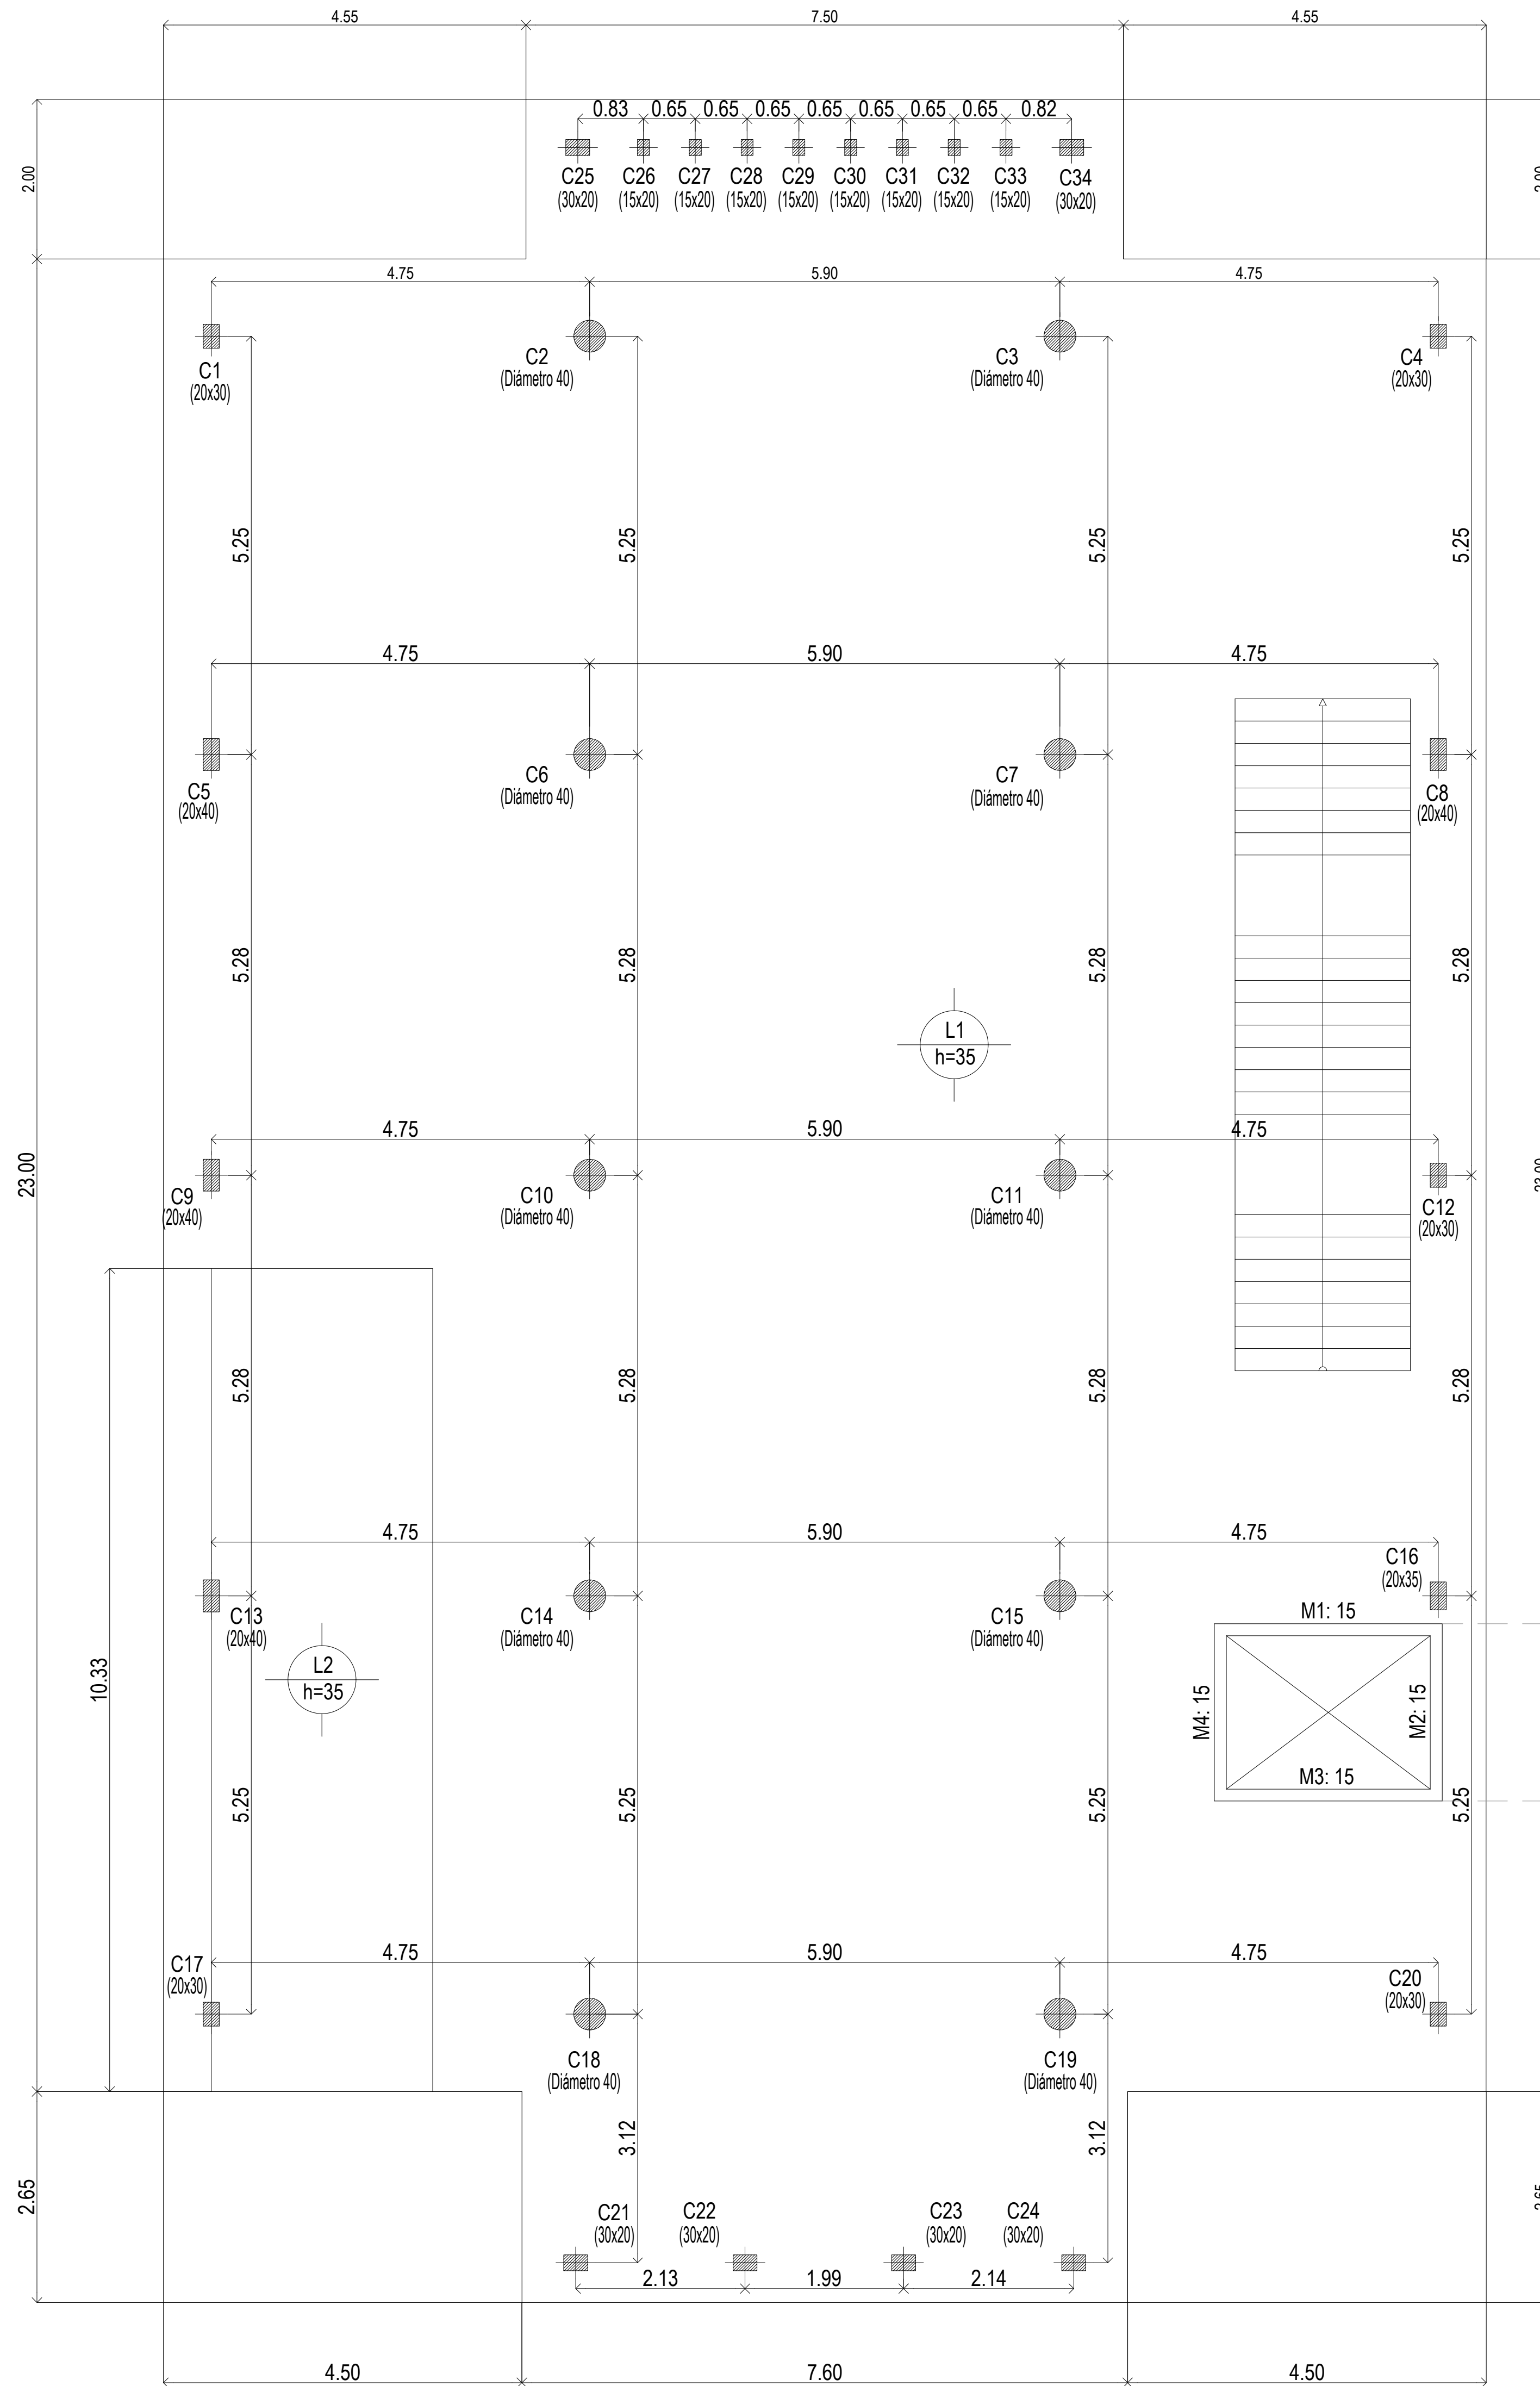 4.55 7.50 4.55
0.83 0.65 0.65 0.65 0.65 0.65 0.65 0.65 0.82
2.00
2.00
C25 C26 C27 C28 C29 C30 C31 C32 C33 C34
(30x20) (15x20) (15x20) (15x20) (15x20) (15x20) (15x20) (15x20) (15x20) (30x20)
4.75 5.90 4.75
C1 C2 C3 C4
(20x30) (Diámetro 40) (Diámetro 40) (20x30)
5.25 5.25 5.25 5.25
4.75 5.90 4.75
C5 C6 C7 C8
(20x40) (Diámetro 40) (Diámetro 40) (20x40)
5.28 5.28 5.28 5.28
L1
h=35
4.75 5.90 4.75
23.00
23.00
C9 C10 C11 C12
(20x40) (Diámetro 40) (Diámetro 40) (20x30)
5.28 5.28 5.28 5.28
4.75 5.90 4.75
C16
(20x35)
C13 C14 C15
(20x40) (Diámetro 40) (Diámetro 40)
M1: 15
L2
h=35
10.33
M4: 15
M2: 15
M3: 15
5.25 5.25 5.25 5.25
4.75 5.90 4.75
C17
(20x30)
C20
(20x30)
C18 C19
(Diámetro 40) (Diámetro 40)
3.12 3.12
2.65
2.65
C21 C22 C23 C24
(30x20) (30x20) (30x20) (30x20)
2.13 1.99 2.14
4.50 7.60 4.50